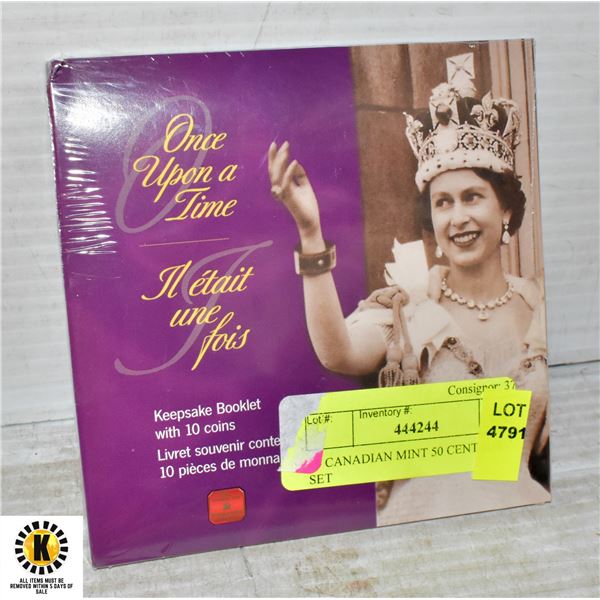 Once
Upon a
Time
Il était
une
fois
Keepsake Booklet
with 10 coins
Livret souvenir conte
10 pièces de monna
Consignor: 37
Lot #:
Inventory #:
444244
LOT
4791
CANADIAN MINT 50 CENT
SET
K
ALL ITEMS MUST BE
REMOVED WITHIN 5 DAYS OF
SALE